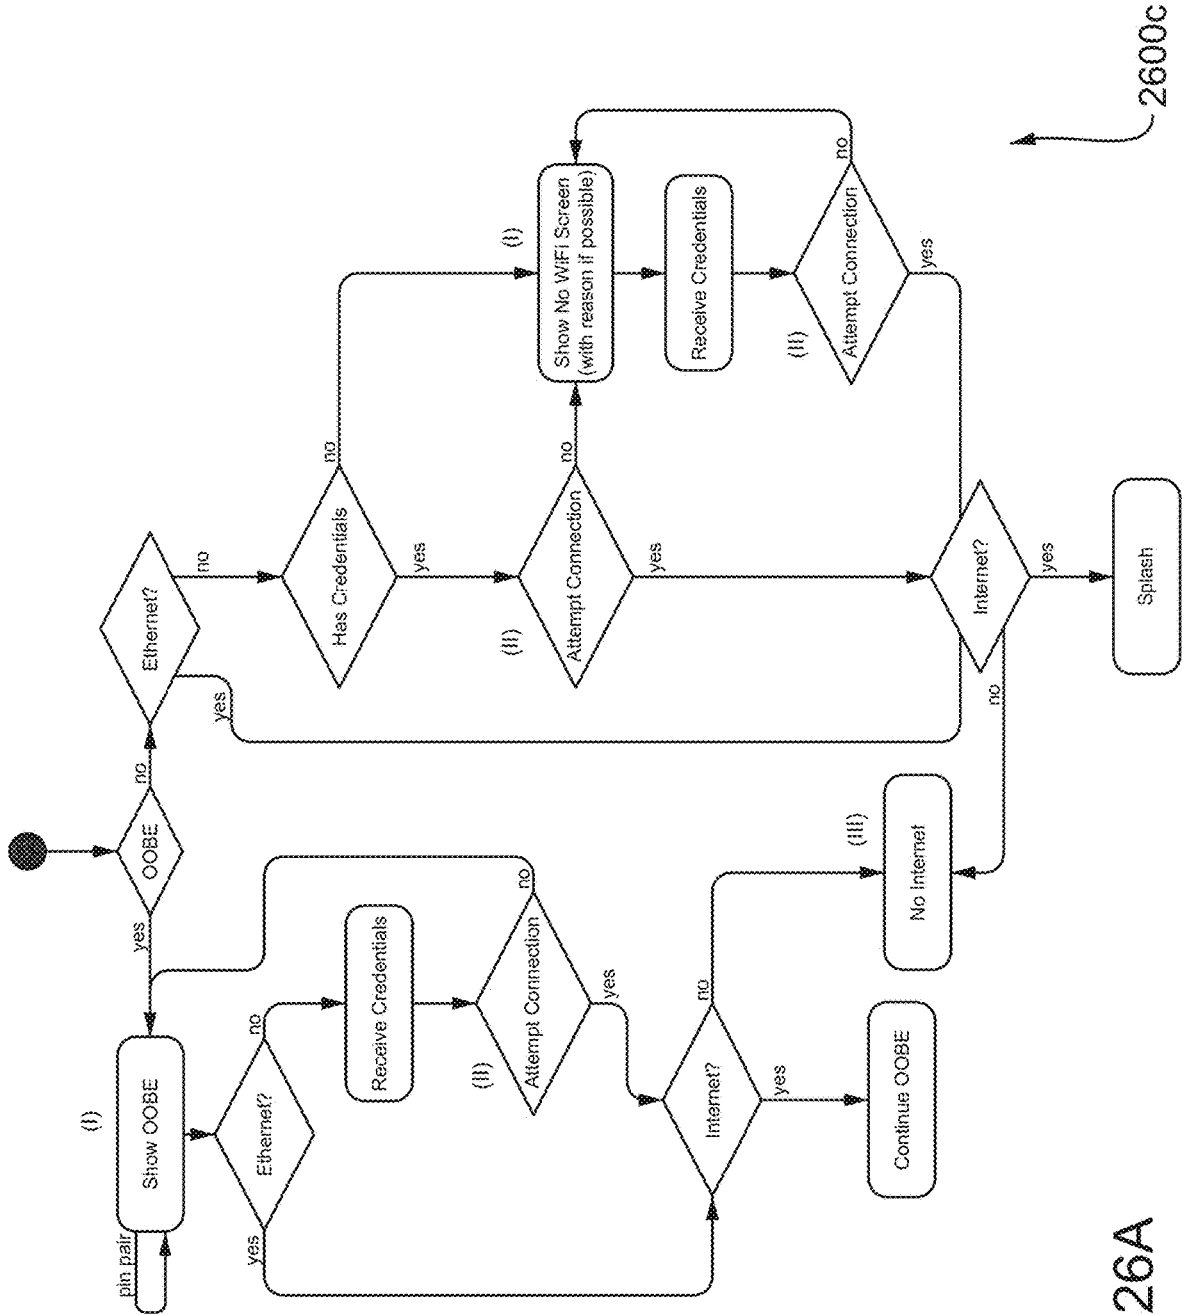 OOBE
yes
no
(I)
Show OOBE
pin pair
Ethernet?
yes
no
Receive Credentials
(II)
Attempt Connection
no
yes
Internet?
no
yes
Continue OOBE
(III)
No Internet
Ethernet?
yes
no
Has Credentials
no
yes
(II)
Attempt Connection
no
yes
(I)
Show No WiFi Screen
(with reason if possible)
Receive Credentials
(II)
Attempt Connection
no
yes
Internet?
no
yes
Splash
2600c
26A